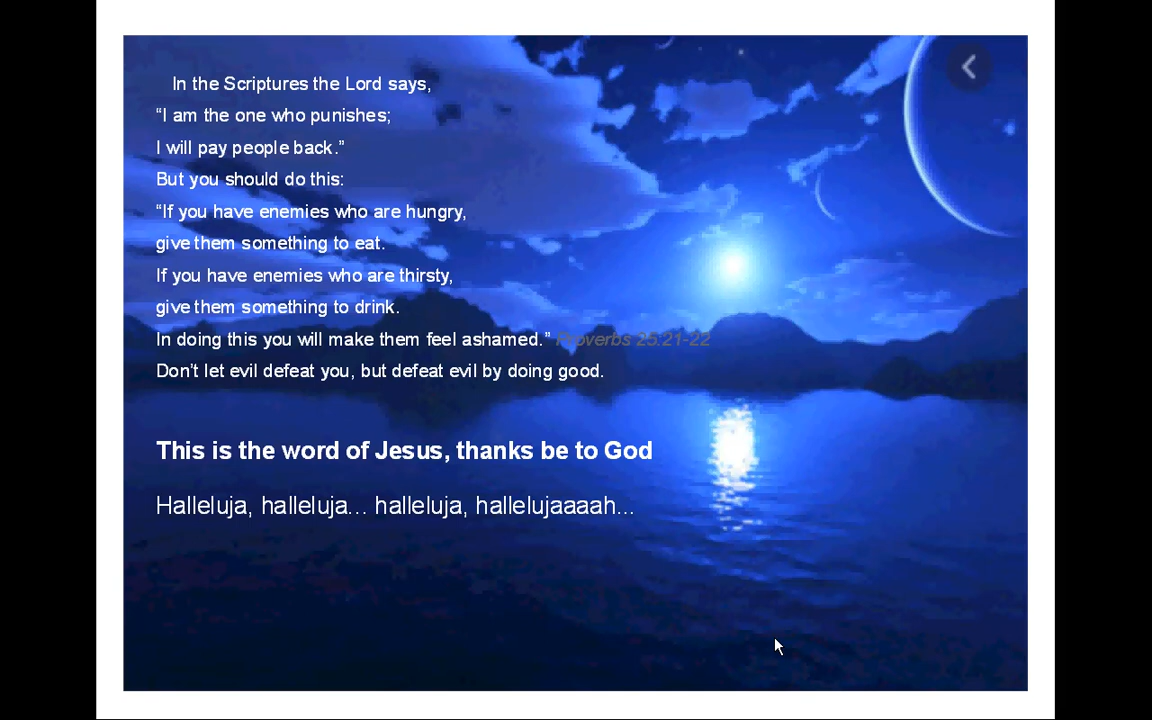 In the Scriptures the Lord says,
“I am the one who punishes;
I will pay people back.”
But you should do this:
“If you have enemies who are hungry,
give them something to eat.
If you have enemies who are thirsty,
give them something to drink.
In doing this you will make them feel ashamed.” Proverbs 25:21-22
Don’t let evil defeat you, but defeat evil by doing good.
This is the word of Jesus, thanks be to God
Halleluja, halleluja... halleluja, hallelujaaaah...